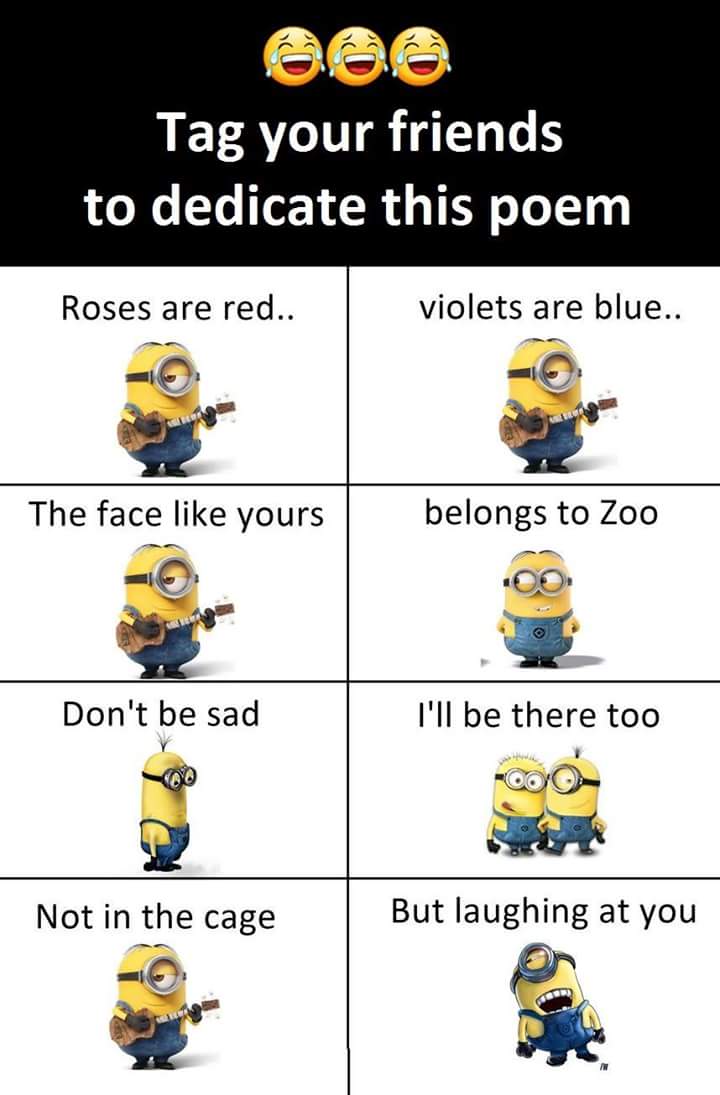 😂😂😂
Tag your friends
to dedicate this poem
Roses are red..
violets are blue..
The face like yours
belongs to Zoo
Don't be sad
I'll be there too
Not in the cage
But laughing at you